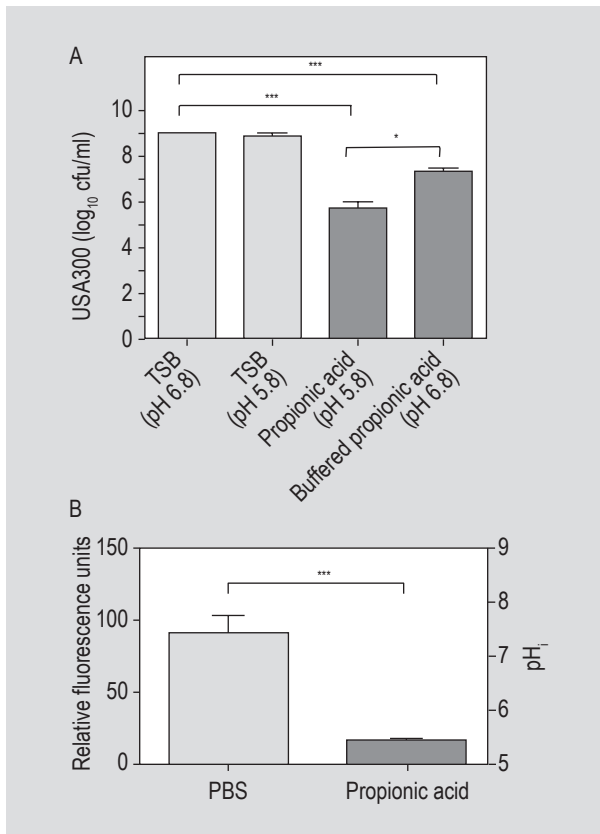 A
***
***
*
USA300 (log₁₀ cfu/ml)
10
8
6
4
2
0
TSB
(pH 6.8)
TSB
(pH 5.8)
Propionic acid
(pH 5.8)
Buffered propionic acid
(pH 6.8)
B
Relative fluorescence units
150
100
50
0
***
9
8
7
6
5
pHᵢ
PBS
Propionic acid